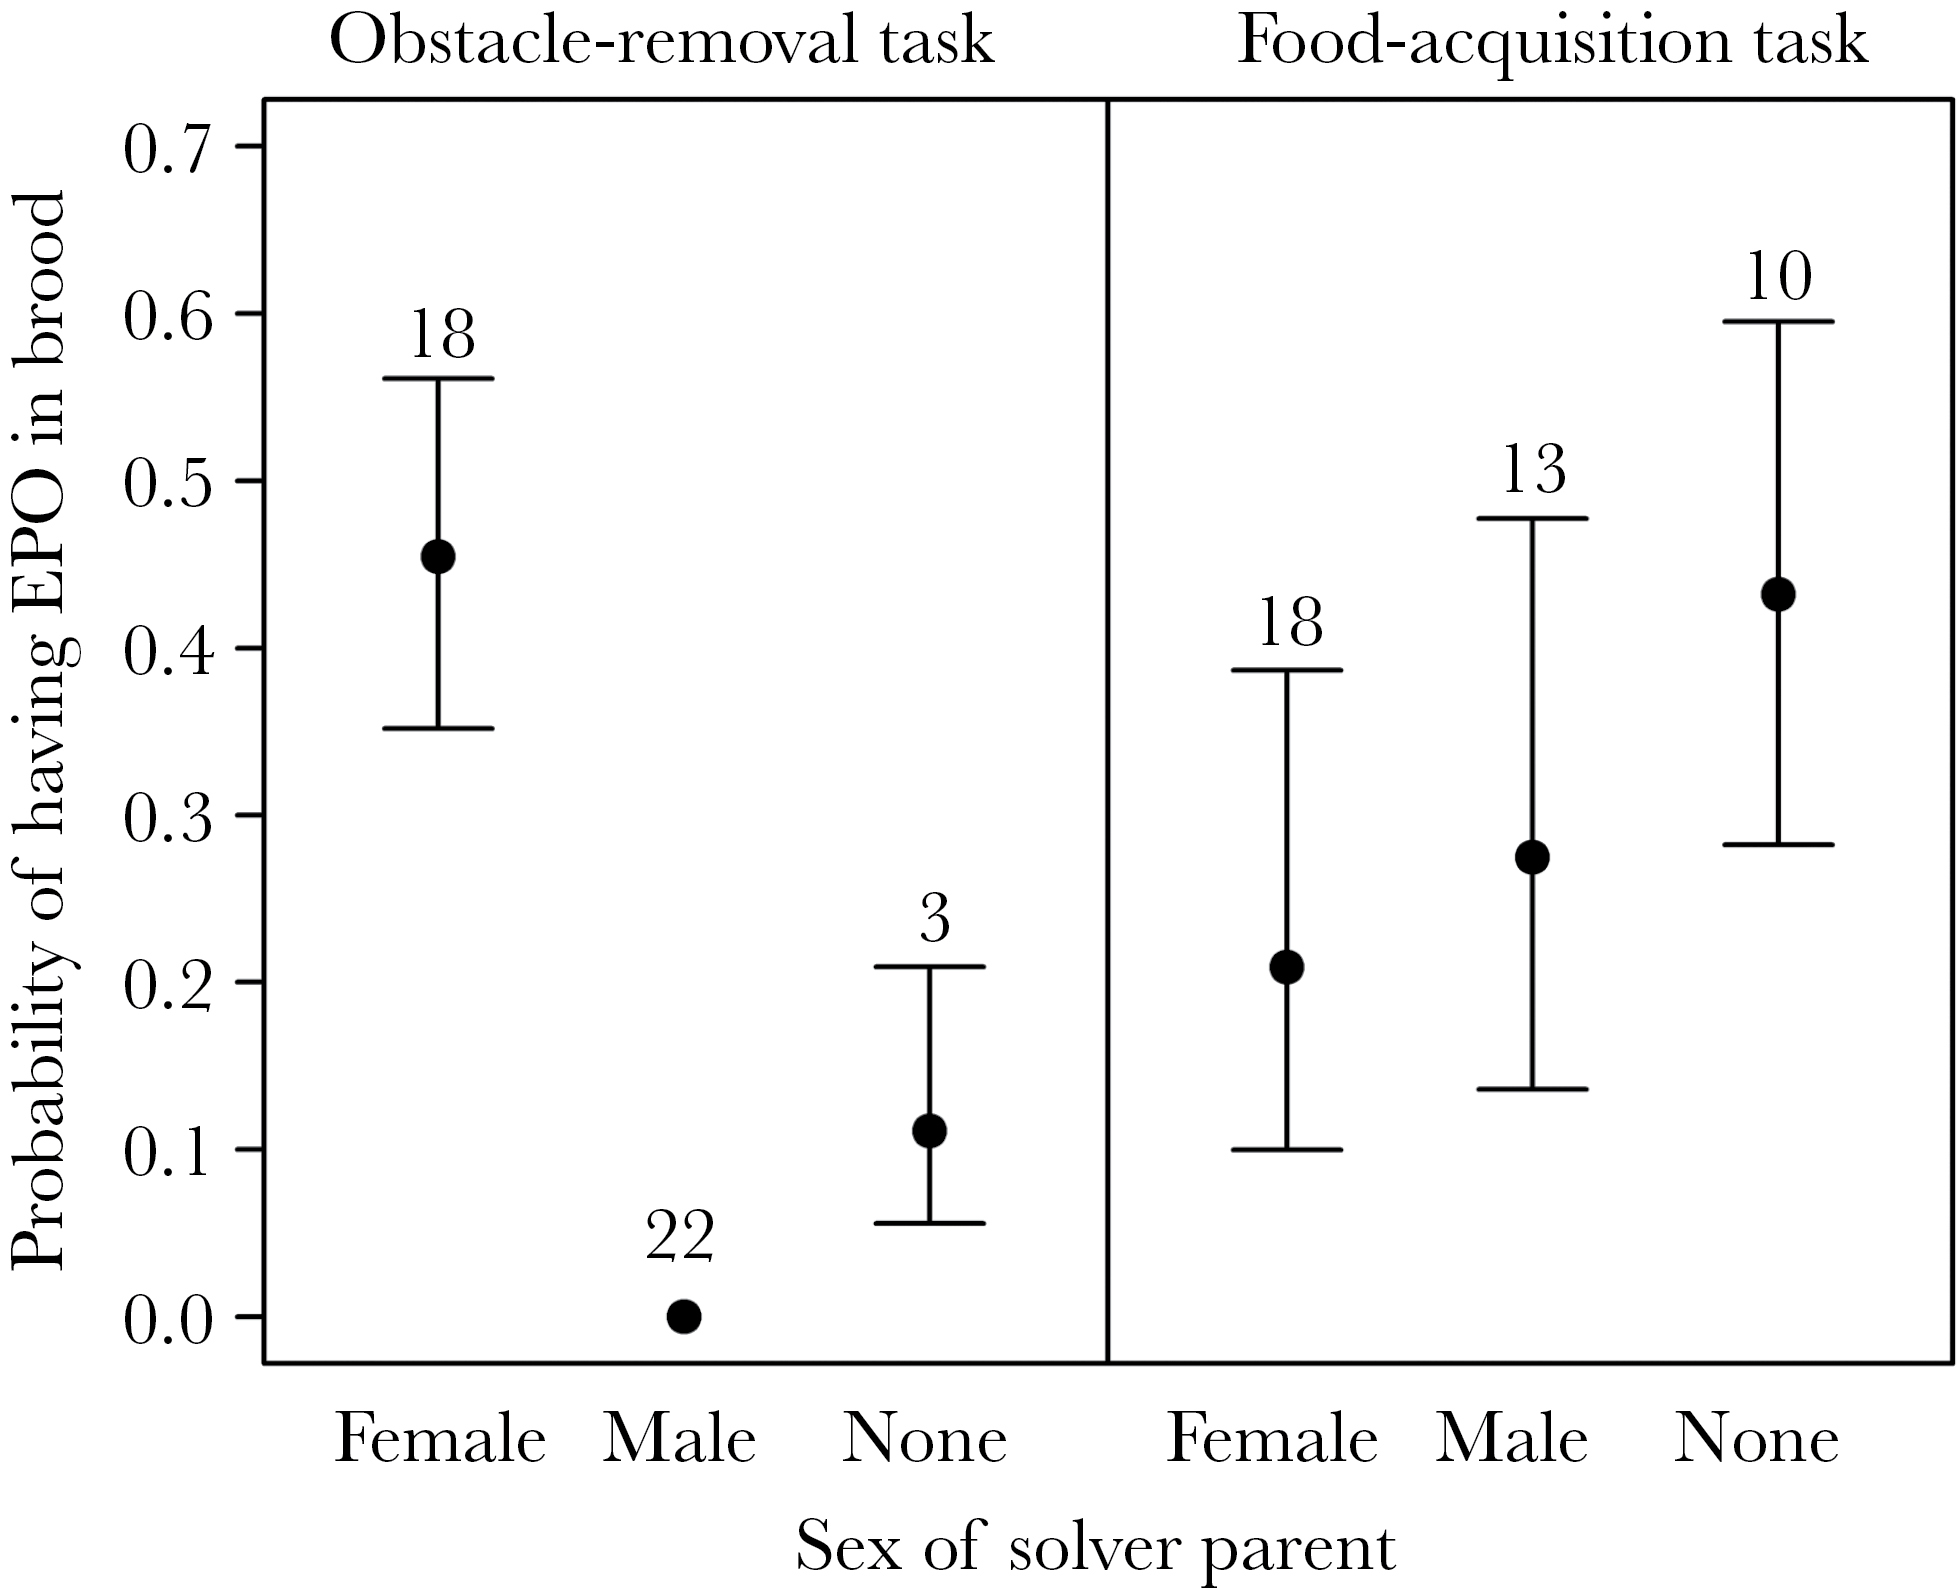 Obstacle-removal task
Food-acquisition task
Probability of having EPO in brood
0.7
0.6
0.5
0.4
0.3
0.2
0.1
0.0
18
22
3
18
13
10
Female
Male
None
Female
Male
None
Sex of solver parent